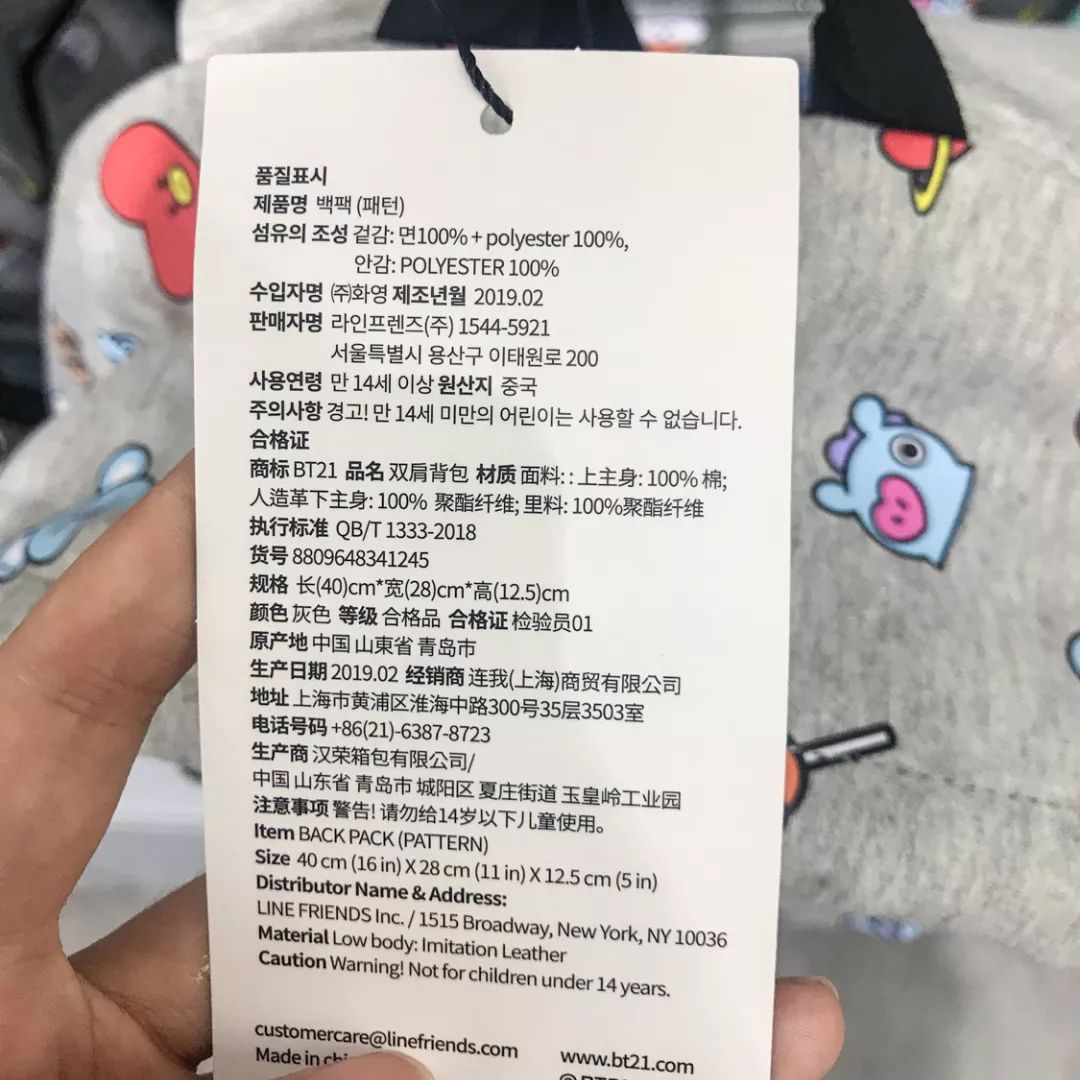 품질표시
제품명 백팩 (패턴)
섬유의 조성 겉감: 면100% + polyester 100%,
안감: POLYESTER 100%
수입자명 ㈜화영 제조년월 2019.02
판매자명 라인프렌즈(주) 1544-5921
서울특별시 용산구 이태원로 200
사용연령 만 14세 이상 원산지 중국
주의사항 경고! 만 14세 미만의 어린이는 사용할 수 없습니다.
合格证
商标 BT21 品名 双肩背包 材质 面料: : 上主身: 100% 棉;
人造革下主身: 100% 聚酯纤维; 里料: 100%聚酯纤维
执行标准 QB/T 1333-2018
货号 8809648341245
规格 长(40)cm*宽(28)cm*高(12.5)cm
颜色 灰色 等级 合格品 合格证 检验员01
原产地 中国 山東省 青岛市
生产日期 2019.02 经销商 连我(上海)商贸有限公司
地址 上海市黄浦区淮海中路300号35层3503室
电话号码 +86(21)-6387-8723
生产商 汉荣箱包有限公司/
中国 山东省 青岛市 城阳区 夏庄街道 玉皇岭工业园
注意事项 警告! 请勿给14岁以下儿童使用。
Item BACK PACK (PATTERN)
Size 40 cm (16 in) X 28 cm (11 in) X 12.5 cm (5 in)
Distributor Name & Address:
LINE FRIENDS Inc. / 1515 Broadway, New York, NY 10036
Material Low body: Imitation Leather
Caution Warning! Not for children under 14 years.
customercare@linefriends.com www.bt21.com
Made in